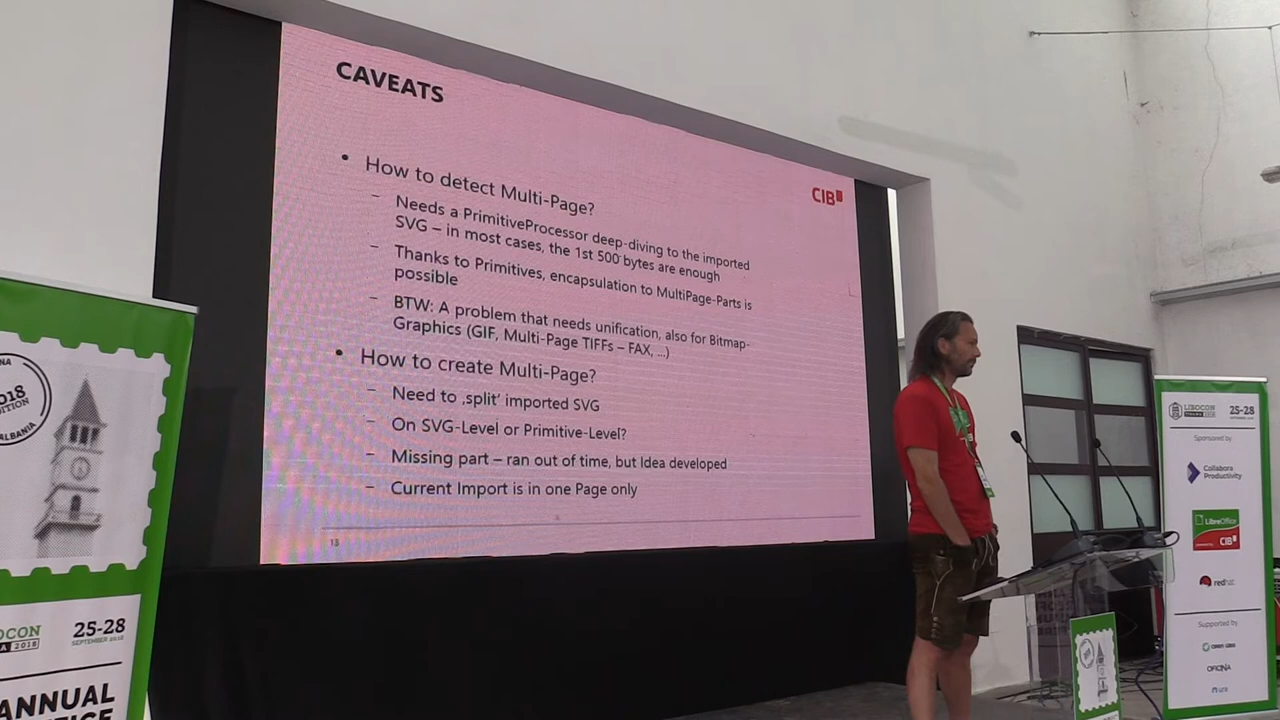 CAVEATS
CIB
• How to detect Multi-Page?
– Needs a PrimitiveProcessor deep-diving to the imported
SVG – in most cases, the 1st 500 bytes are enough
– Thanks to Primitives, encapsulation to MultiPage-Parts is
possible
– BTW: A problem that needs unification, also for Bitmap-
Graphics (GIF, Multi-Page TIFFs – FAX, ...)
• How to create Multi-Page?
– Need to ‚split' imported SVG
– On SVG-Level or Primitive-Level?
– Missing part – ran out of time, but Idea developed
– Current Import is in one Page only
13
2018
ALBANIA
25-28
SEPTEMBER 2018
ANNUAL
LIBOCON
25-28
Sponsored by
Collabora
Productivity
LibreOffice
CIB
redhat
Supported by
OFICINA